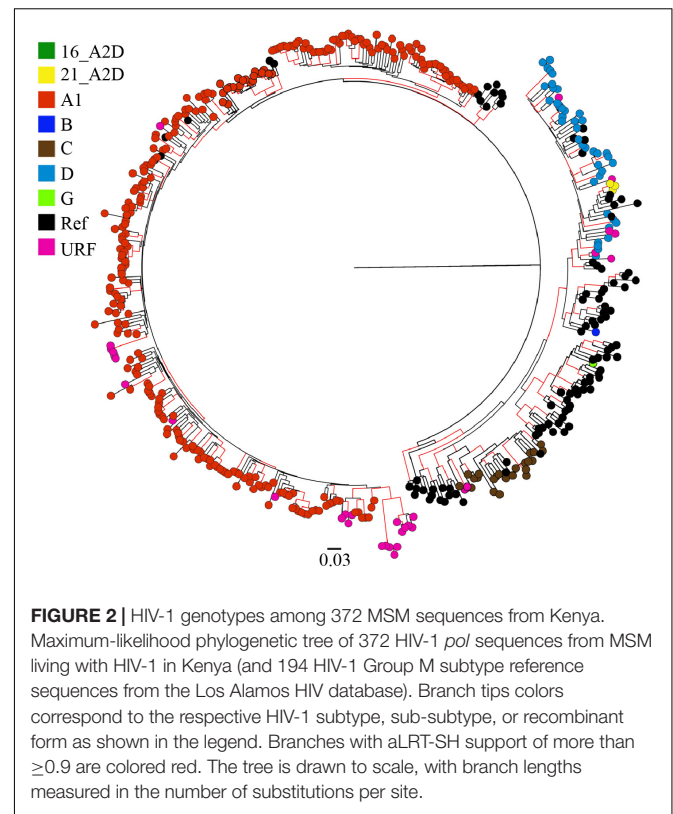 16_A2D
21_A2D
A1
B
C
D
G
Ref
URF
0.03
FIGURE 2 | HIV-1 genotypes among 372 MSM sequences from Kenya.
Maximum-likelihood phylogenetic tree of 372 HIV-1 pol sequences from MSM
living with HIV-1 in Kenya (and 194 HIV-1 Group M subtype reference
sequences from the Los Alamos HIV database). Branch tips colors
correspond to the respective HIV-1 subtype, sub-subtype, or recombinant
form as shown in the legend. Branches with aLRT-SH support of more than
≥0.9 are colored red. The tree is drawn to scale, with branch lengths
measured in the number of substitutions per site.